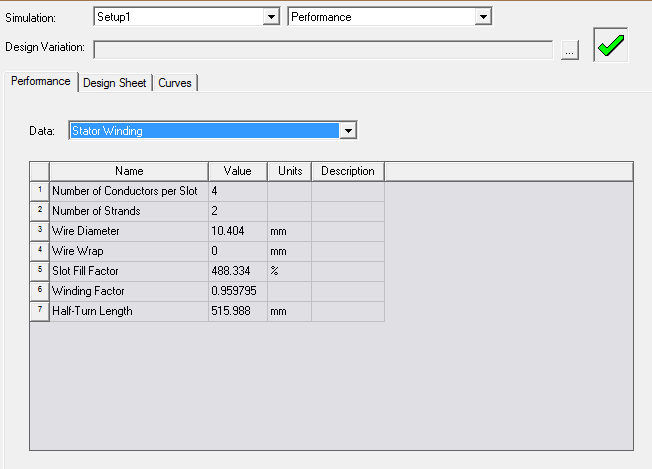 Simulation: Setup1 Performance
Design Variation: ...
Performance Design Sheet Curves
Data: Stator Winding
Name Value Units Description
1 Number of Conductors per Slot 4
2 Number of Strands 2
3 Wire Diameter 10.404 mm
4 Wire Wrap 0 mm
5 Slot Fill Factor 488.334 %
6 Winding Factor 0.959795
7 Half-Turn Length 515.988 mm